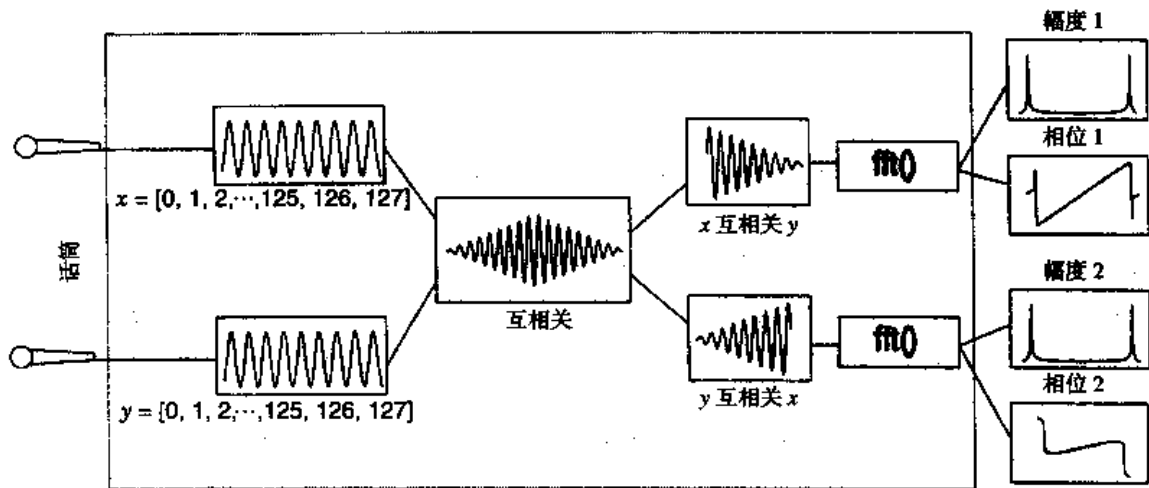 幅度 1
相位 1
x = [0, 1, 2,···,125, 126, 127]
fft()
x 互相关 y
话筒
互相关
幅度 2
fft()
y 互相关 x
相位 2
y = [0, 1, 2,···,125, 126, 127]